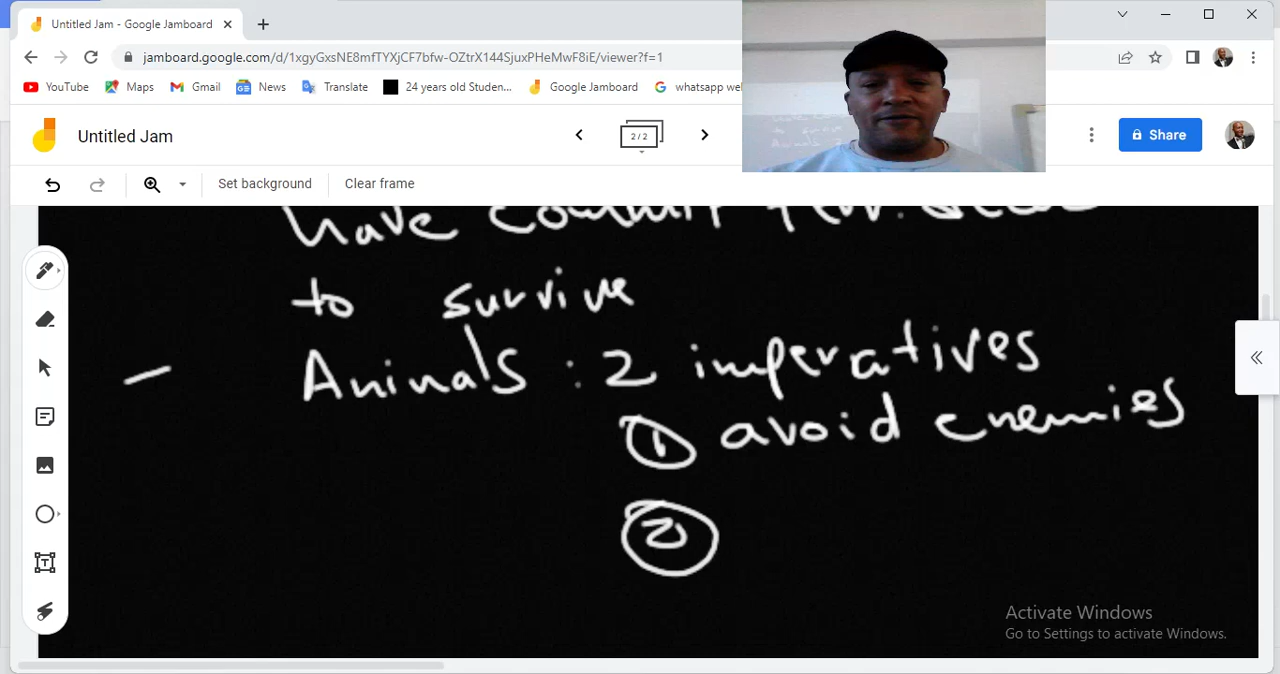 Untitled Jam - Google Jamboard
jamboard.google.com/d/1xgyGxsNE8mfTYXjCF7bfw-OZtrX144SjuxPHeMwF8iE/viewer?f=1
YouTube Maps Gmail News Translate 24 years old Studen... Google Jamboard whatsapp we
Untitled Jam
2/2
Share
Set background Clear frame
have commit
to survive
- Animals : 2 imperatives
① avoid enemies
②
Activate Windows
Go to Settings to activate Windows.